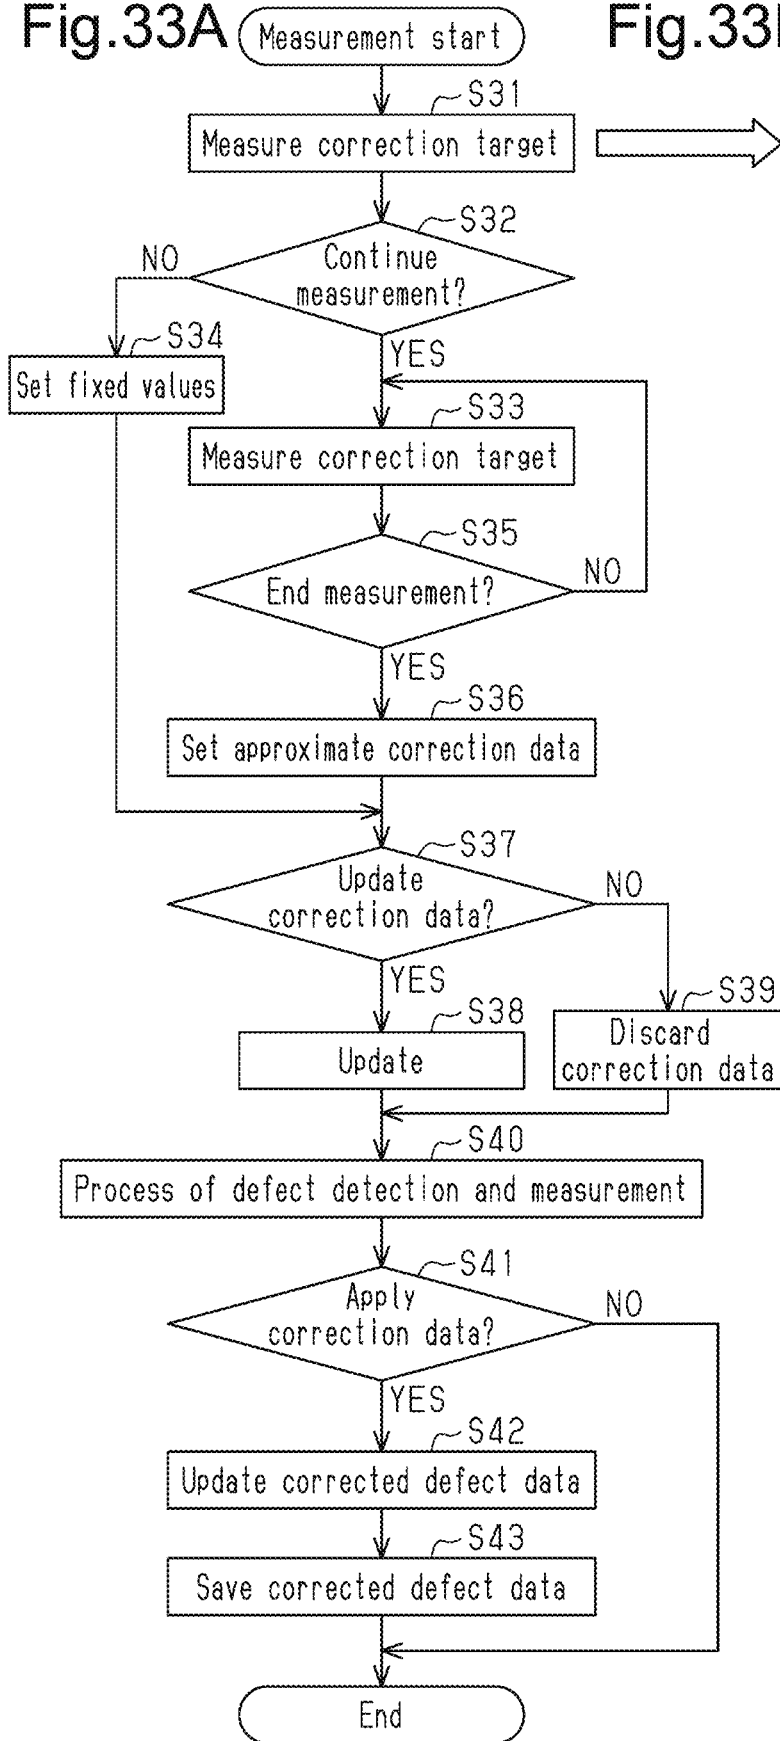 Fig.33A
Measurement start
Fig.33
S31
Measure correction target
S32
Continue
measurement?
NO
YES
S34
Set fixed values
S33
Measure correction target
S35
End measurement?
NO
YES
S36
Set approximate correction data
S37
Update
correction data?
NO
YES
S38
Update
S39
Discard
correction data
S40
Process of defect detection and measurement
S41
Apply
correction data?
NO
YES
S42
Update corrected defect data
S43
Save corrected defect data
End